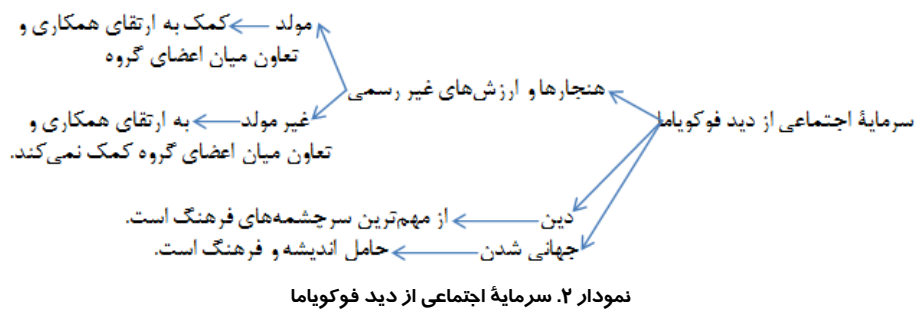 مولد
کمک به ارتقای همکاری و
تعاون میان اعضای گروه
هنجارها و ارزش‌های غیر رسمی
غیر مولد
به ارتقای همکاری و
تعاون میان اعضای گروه کمک نمی‌کند.
سرمایۀ اجتماعی از دید فوکویاما
دین
از مهم‌ترین سرچشمه‌های فرهنگ است.
جهانی شدن
حامل اندیشه و فرهنگ است.
نمودار ۲. سرمایۀ اجتماعی از دید فوکویاما